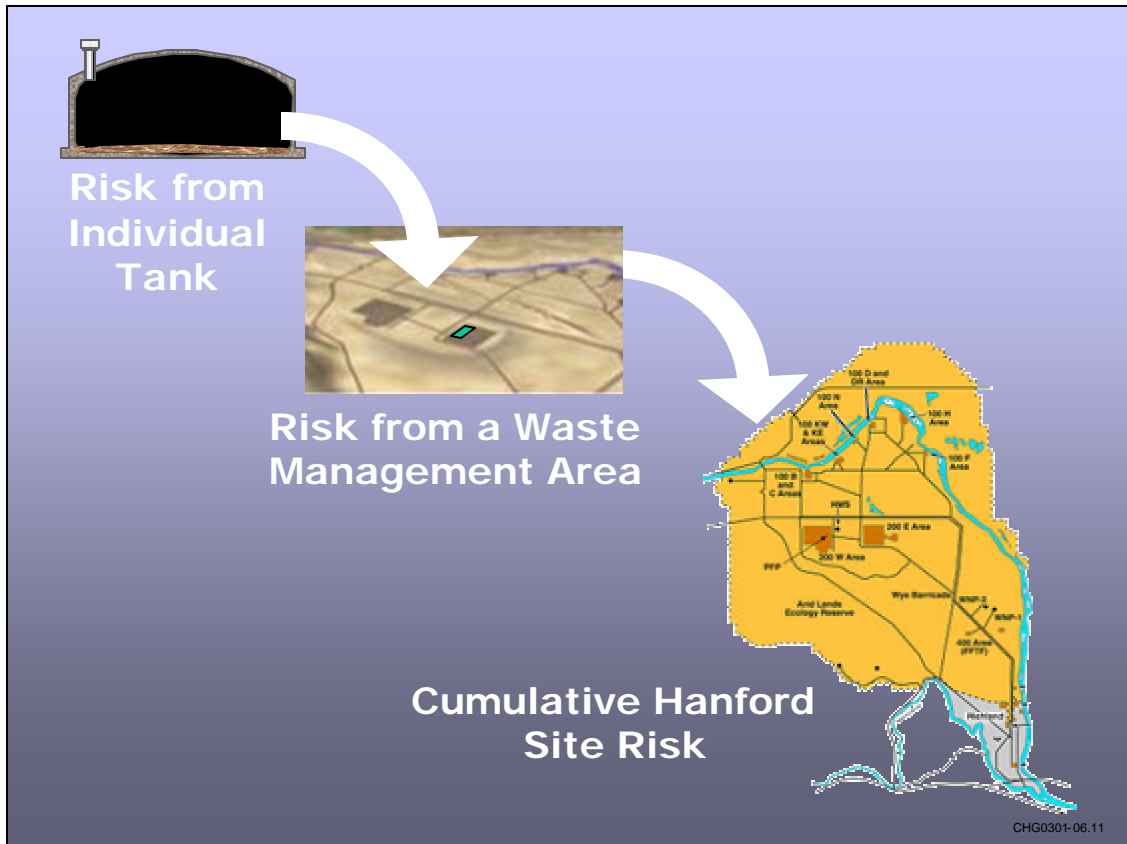 Risk from
Individual
Tank
Risk from a Waste
Management Area
100 D and
DR Area
100 N
Area
100 H
Area
100 KW
& KE
Areas
100 F
Area
100 B
and
C Areas
HMS
200 E Area
200 W Area
PFP
Wye Barricade
WNP-2
WNP-1
Arid Lands
Ecology Reserve
400 Area
(FFTF)
Richland
Cumulative Hanford
Site Risk
CHG0301-06.11